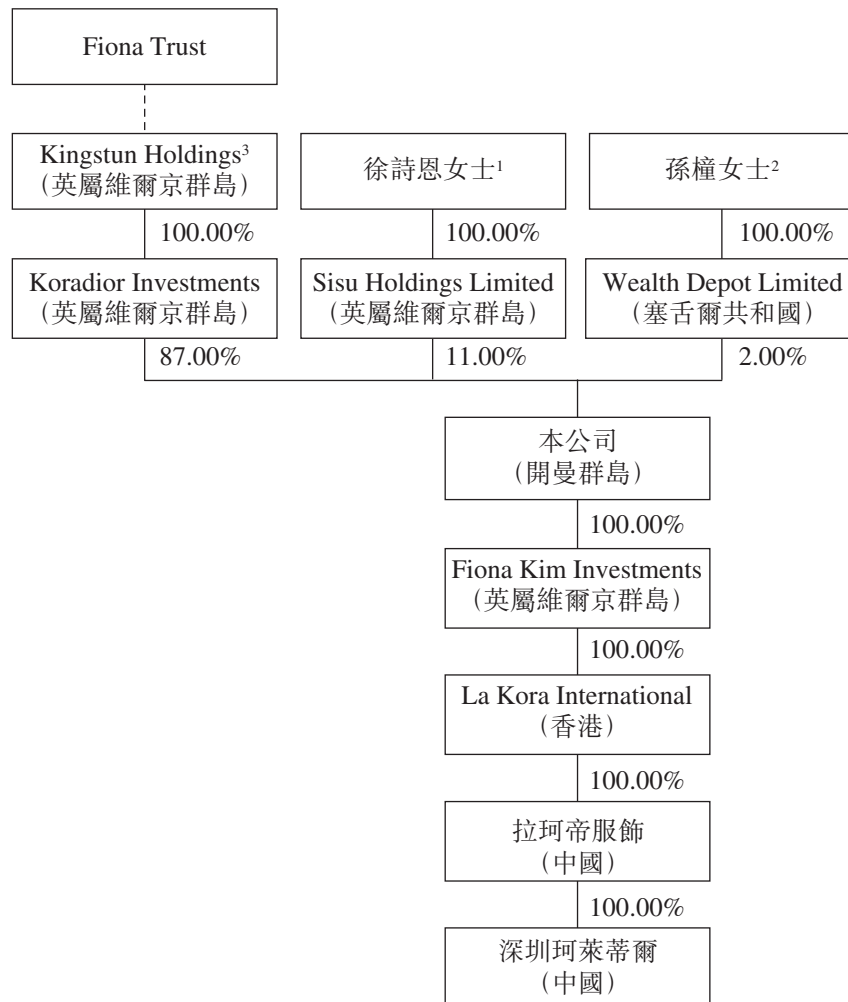 Fiona Trust
Kingstun Holdings³
(英屬維爾京群島)
徐詩恩女士¹
孫橦女士²
100.00%
100.00%
100.00%
Koradior Investments
(英屬維爾京群島)
Sisu Holdings Limited
(英屬維爾京群島)
Wealth Depot Limited
(塞舌爾共和國)
87.00%
11.00%
2.00%
本公司
(開曼群島)
100.00%
Fiona Kim Investments
(英屬維爾京群島)
100.00%
La Kora International
(香港)
100.00%
拉珂帝服飾
(中國)
100.00%
深圳珂萊蒂爾
(中國)